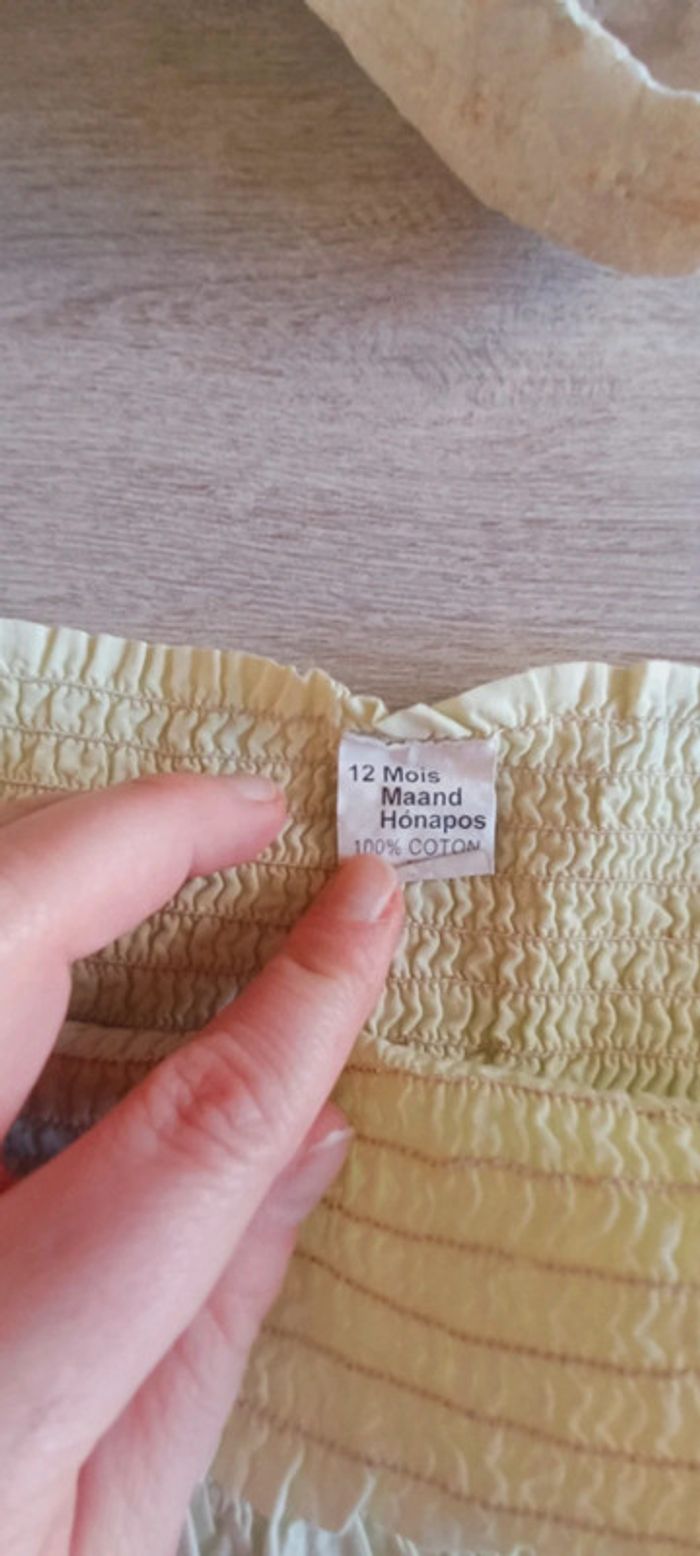 12 Mois
Maand
Hónapos
100% COTON